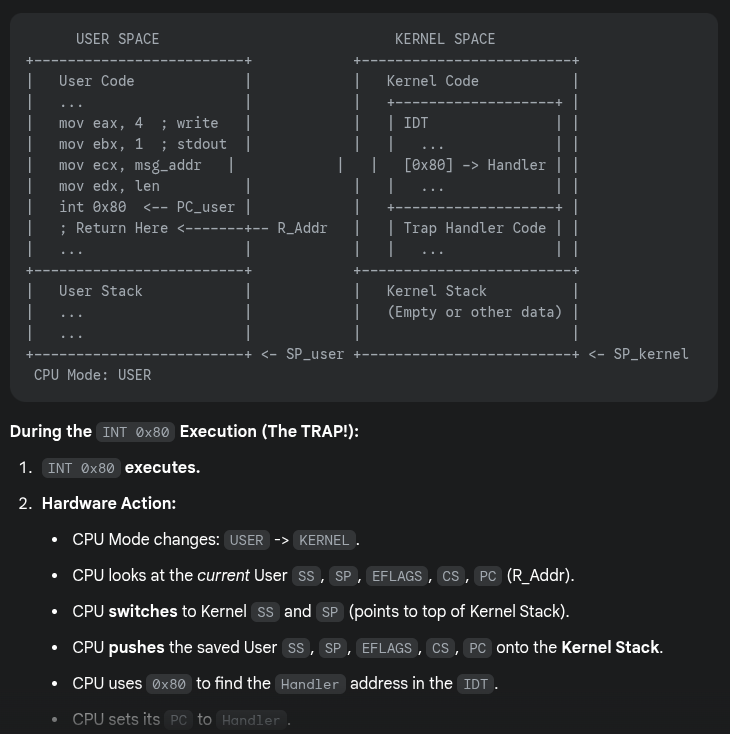 USER SPACE                             KERNEL SPACE
+--------------------------+            +--------------------------+
|   User Code              |            |   Kernel Code            |
|   ...                    |            |   +--------------------+ |
|   mov eax, 4  ; write    |            |   | IDT                | |
|   mov ebx, 1  ; stdout   |            |   |   ...              | |
|   mov ecx, msg_addr   |            |   |   [0x80] -> Handler | |
|   mov edx, len           |            |   |   ...              | |
|   int 0x80  <-- PC_user |            |   +--------------------+ |
|   ; Return Here <-------+-- R_Addr   |   | Trap Handler Code | |
|   ...                    |            |   |   ...              | |
+--------------------------+            +--------------------------+
|   User Stack             |            |   Kernel Stack           |
|   ...                    |            |   (Empty or other data) |
|   ...                    |            |                          |
+--------------------------+ <- SP_user +--------------------------+ <- SP_kernel
 CPU Mode: USER
During the INT 0x80 Execution (The TRAP!):
1. INT 0x80 executes.
2. Hardware Action:
• CPU Mode changes: USER -> KERNEL.
• CPU looks at the current User SS, SP, EFLAGS, CS, PC (R_Addr).
• CPU switches to Kernel SS and SP (points to top of Kernel Stack).
• CPU pushes the saved User SS, SP, EFLAGS, CS, PC onto the Kernel Stack.
• CPU uses 0x80 to find the Handler address in the IDT.
• CPU sets its PC to Handler.